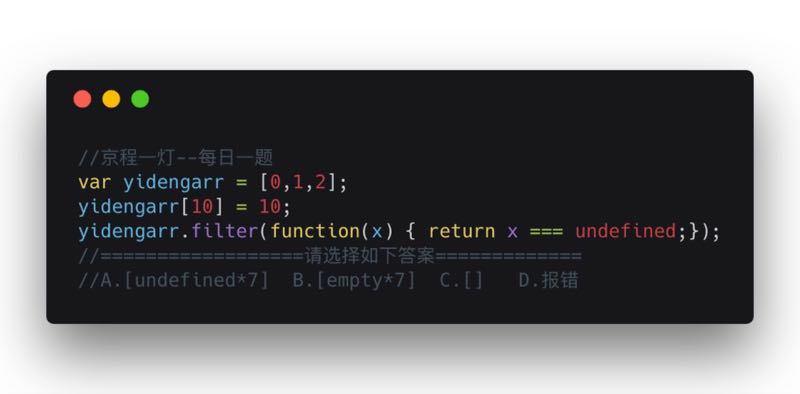 //京程一灯--每日一题
var yidengarr = [0,1,2];
yidengarr[10] = 10;
yidengarr.filter(function(x) { return x === undefined;});
//==================请选择如下答案=============
//A.[undefined*7]  B.[empty*7]  C.[]   D.报错